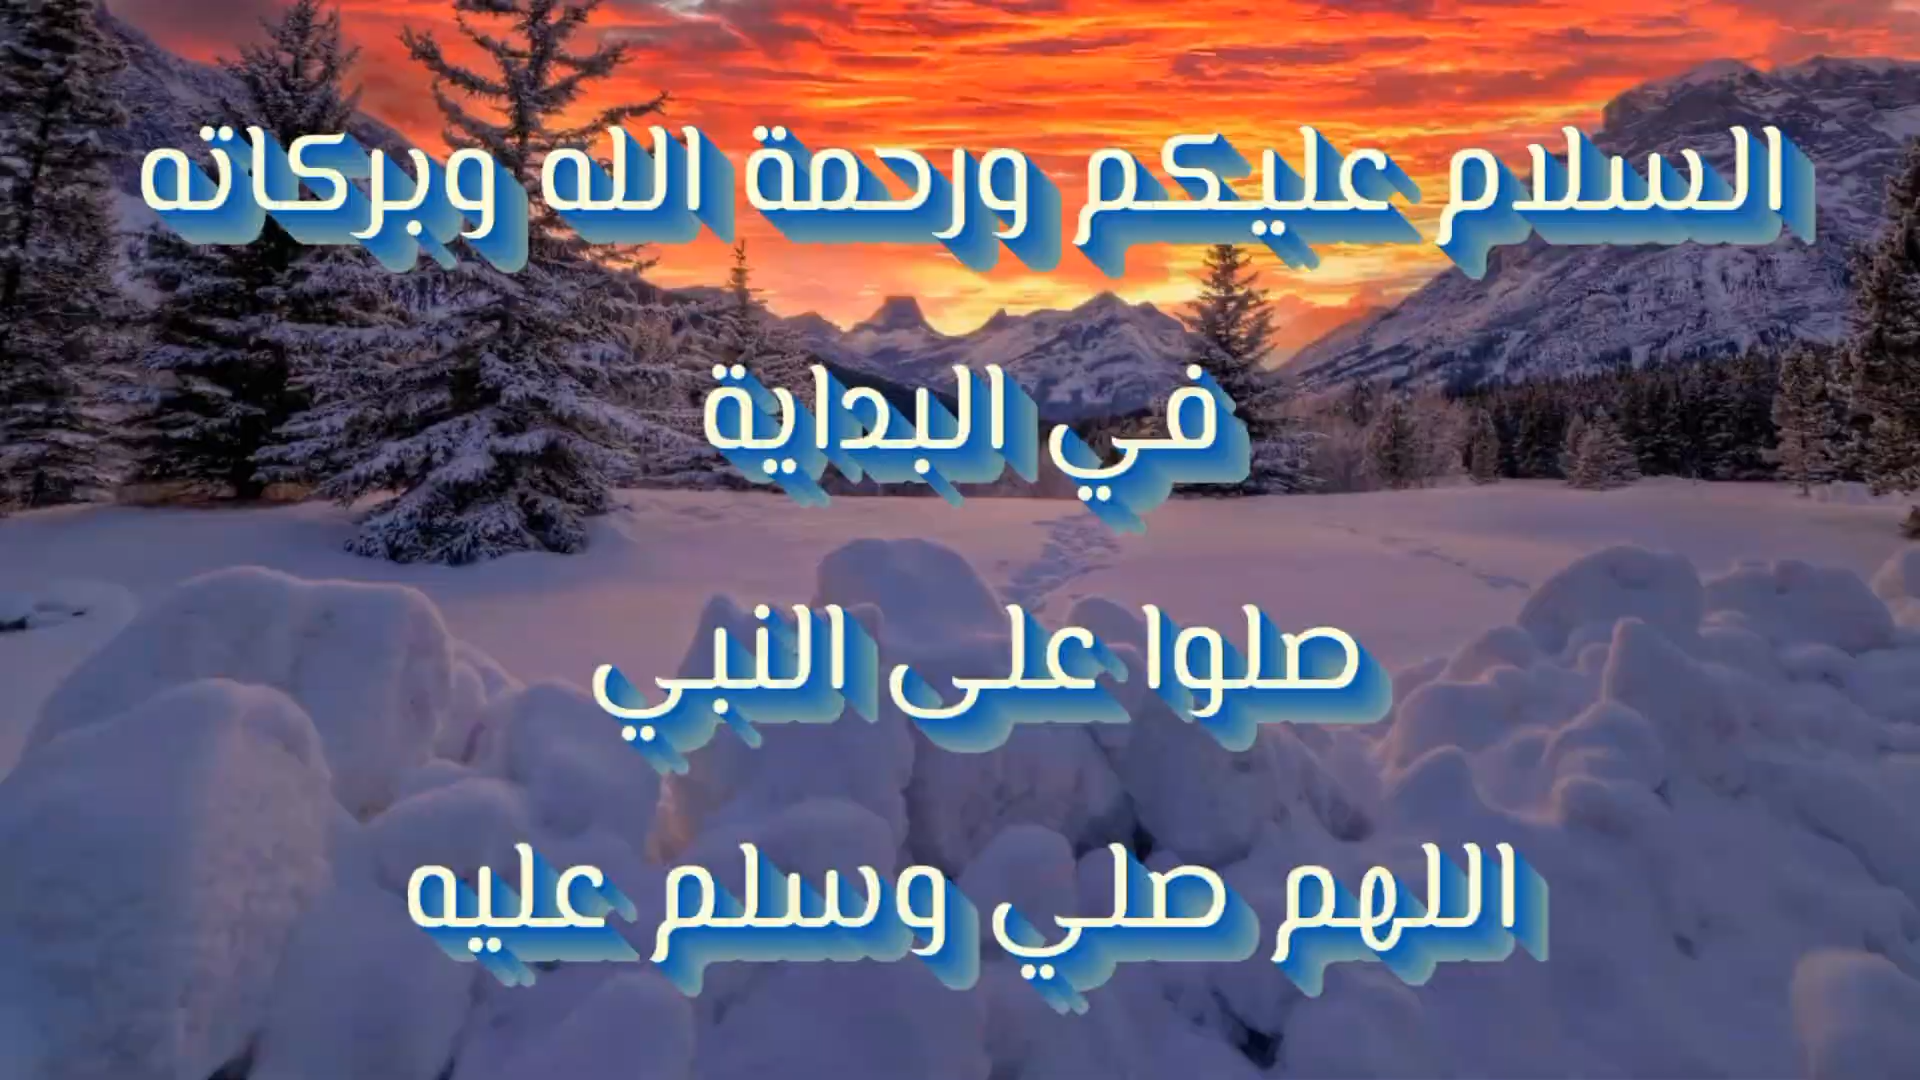 السلام عليكم ورحمة الله وبركاته
في البداية
صلوا على النبي
اللهم صلي وسلم عليه